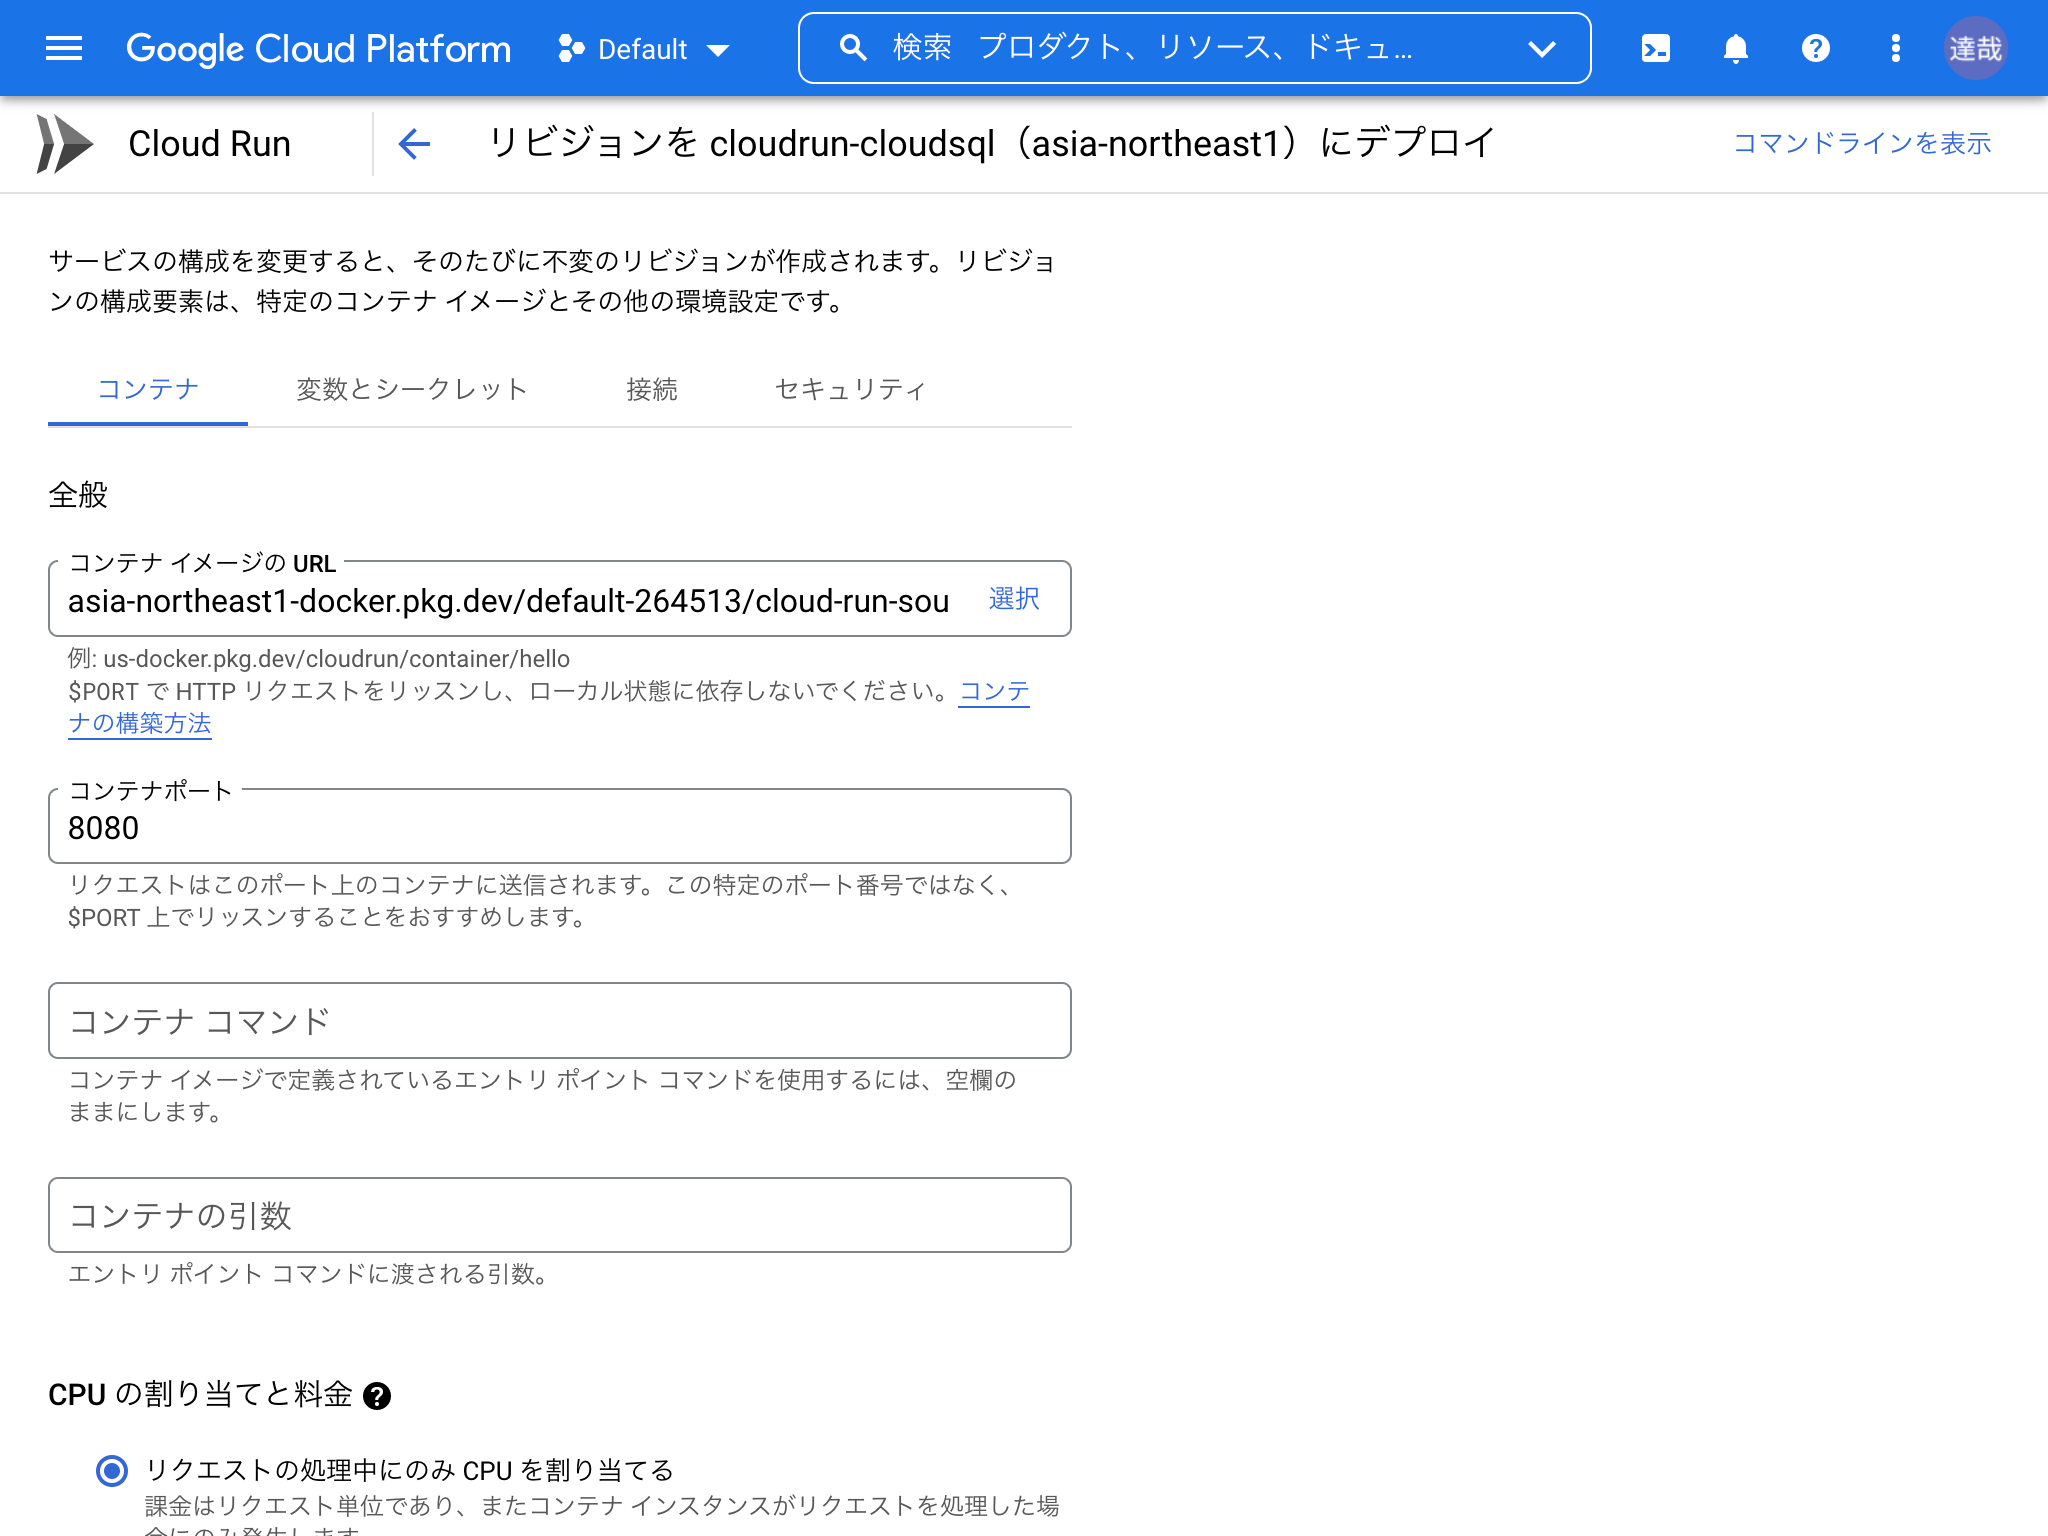 Google Cloud Platform Default 検索 プロダクト、リソース、ドキュ... 達哉
Cloud Run リビジョンを cloudrun-cloudsql（asia-northeast1）にデプロイ コマンドラインを表示
サービスの構成を変更すると、そのたびに不変のリビジョンが作成されます。リビジョ
ンの構成要素は、特定のコンテナ イメージとその他の環境設定です。
コンテナ 変数とシークレット 接続 セキュリティ
全般
コンテナ イメージの URL
asia-northeast1-docker.pkg.dev/default-264513/cloud-run-sou 選択
例: us-docker.pkg.dev/cloudrun/container/hello
$PORT で HTTP リクエストをリッスンし、ローカル状態に依存しないでください。コンテ
ナの構築方法
コンテナポート
8080
リクエストはこのポート上のコンテナに送信されます。この特定のポート番号ではなく、
$PORT 上でリッスンすることをおすすめします。
コンテナ コマンド
コンテナ イメージで定義されているエントリ ポイント コマンドを使用するには、空欄の
ままにします。
コンテナの引数
エントリ ポイント コマンドに渡される引数。
CPU の割り当てと料金
リクエストの処理中にのみ CPU を割り当てる
課金はリクエスト単位であり、またコンテナ インスタンスがリクエストを処理した場
合にのみ発生します。